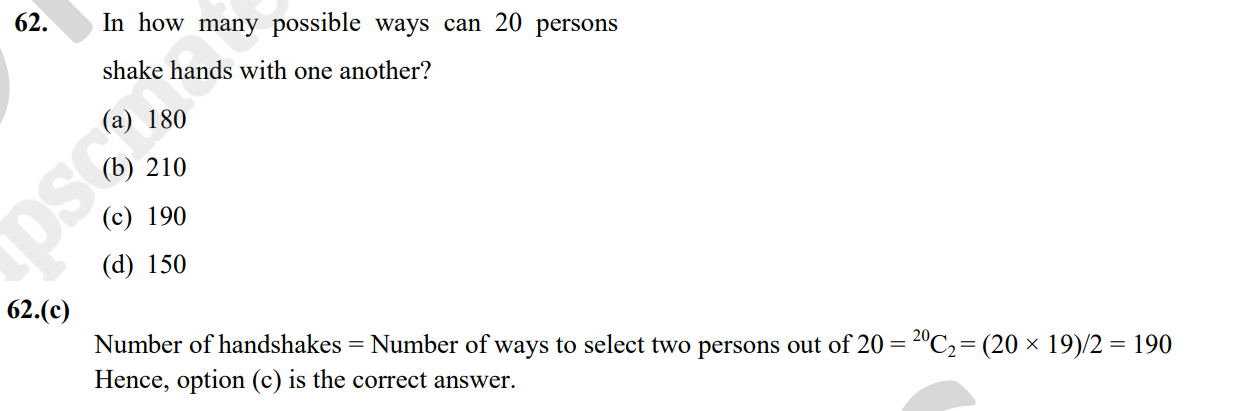 62. In how many possible ways can 20 persons
shake hands with one another?
(a) 180
(b) 210
(c) 190
(d) 150
62.(c)
Number of handshakes = Number of ways to select two persons out of 20 = ²⁰C₂ = (20 × 19)/2 = 190
Hence, option (c) is the correct answer.